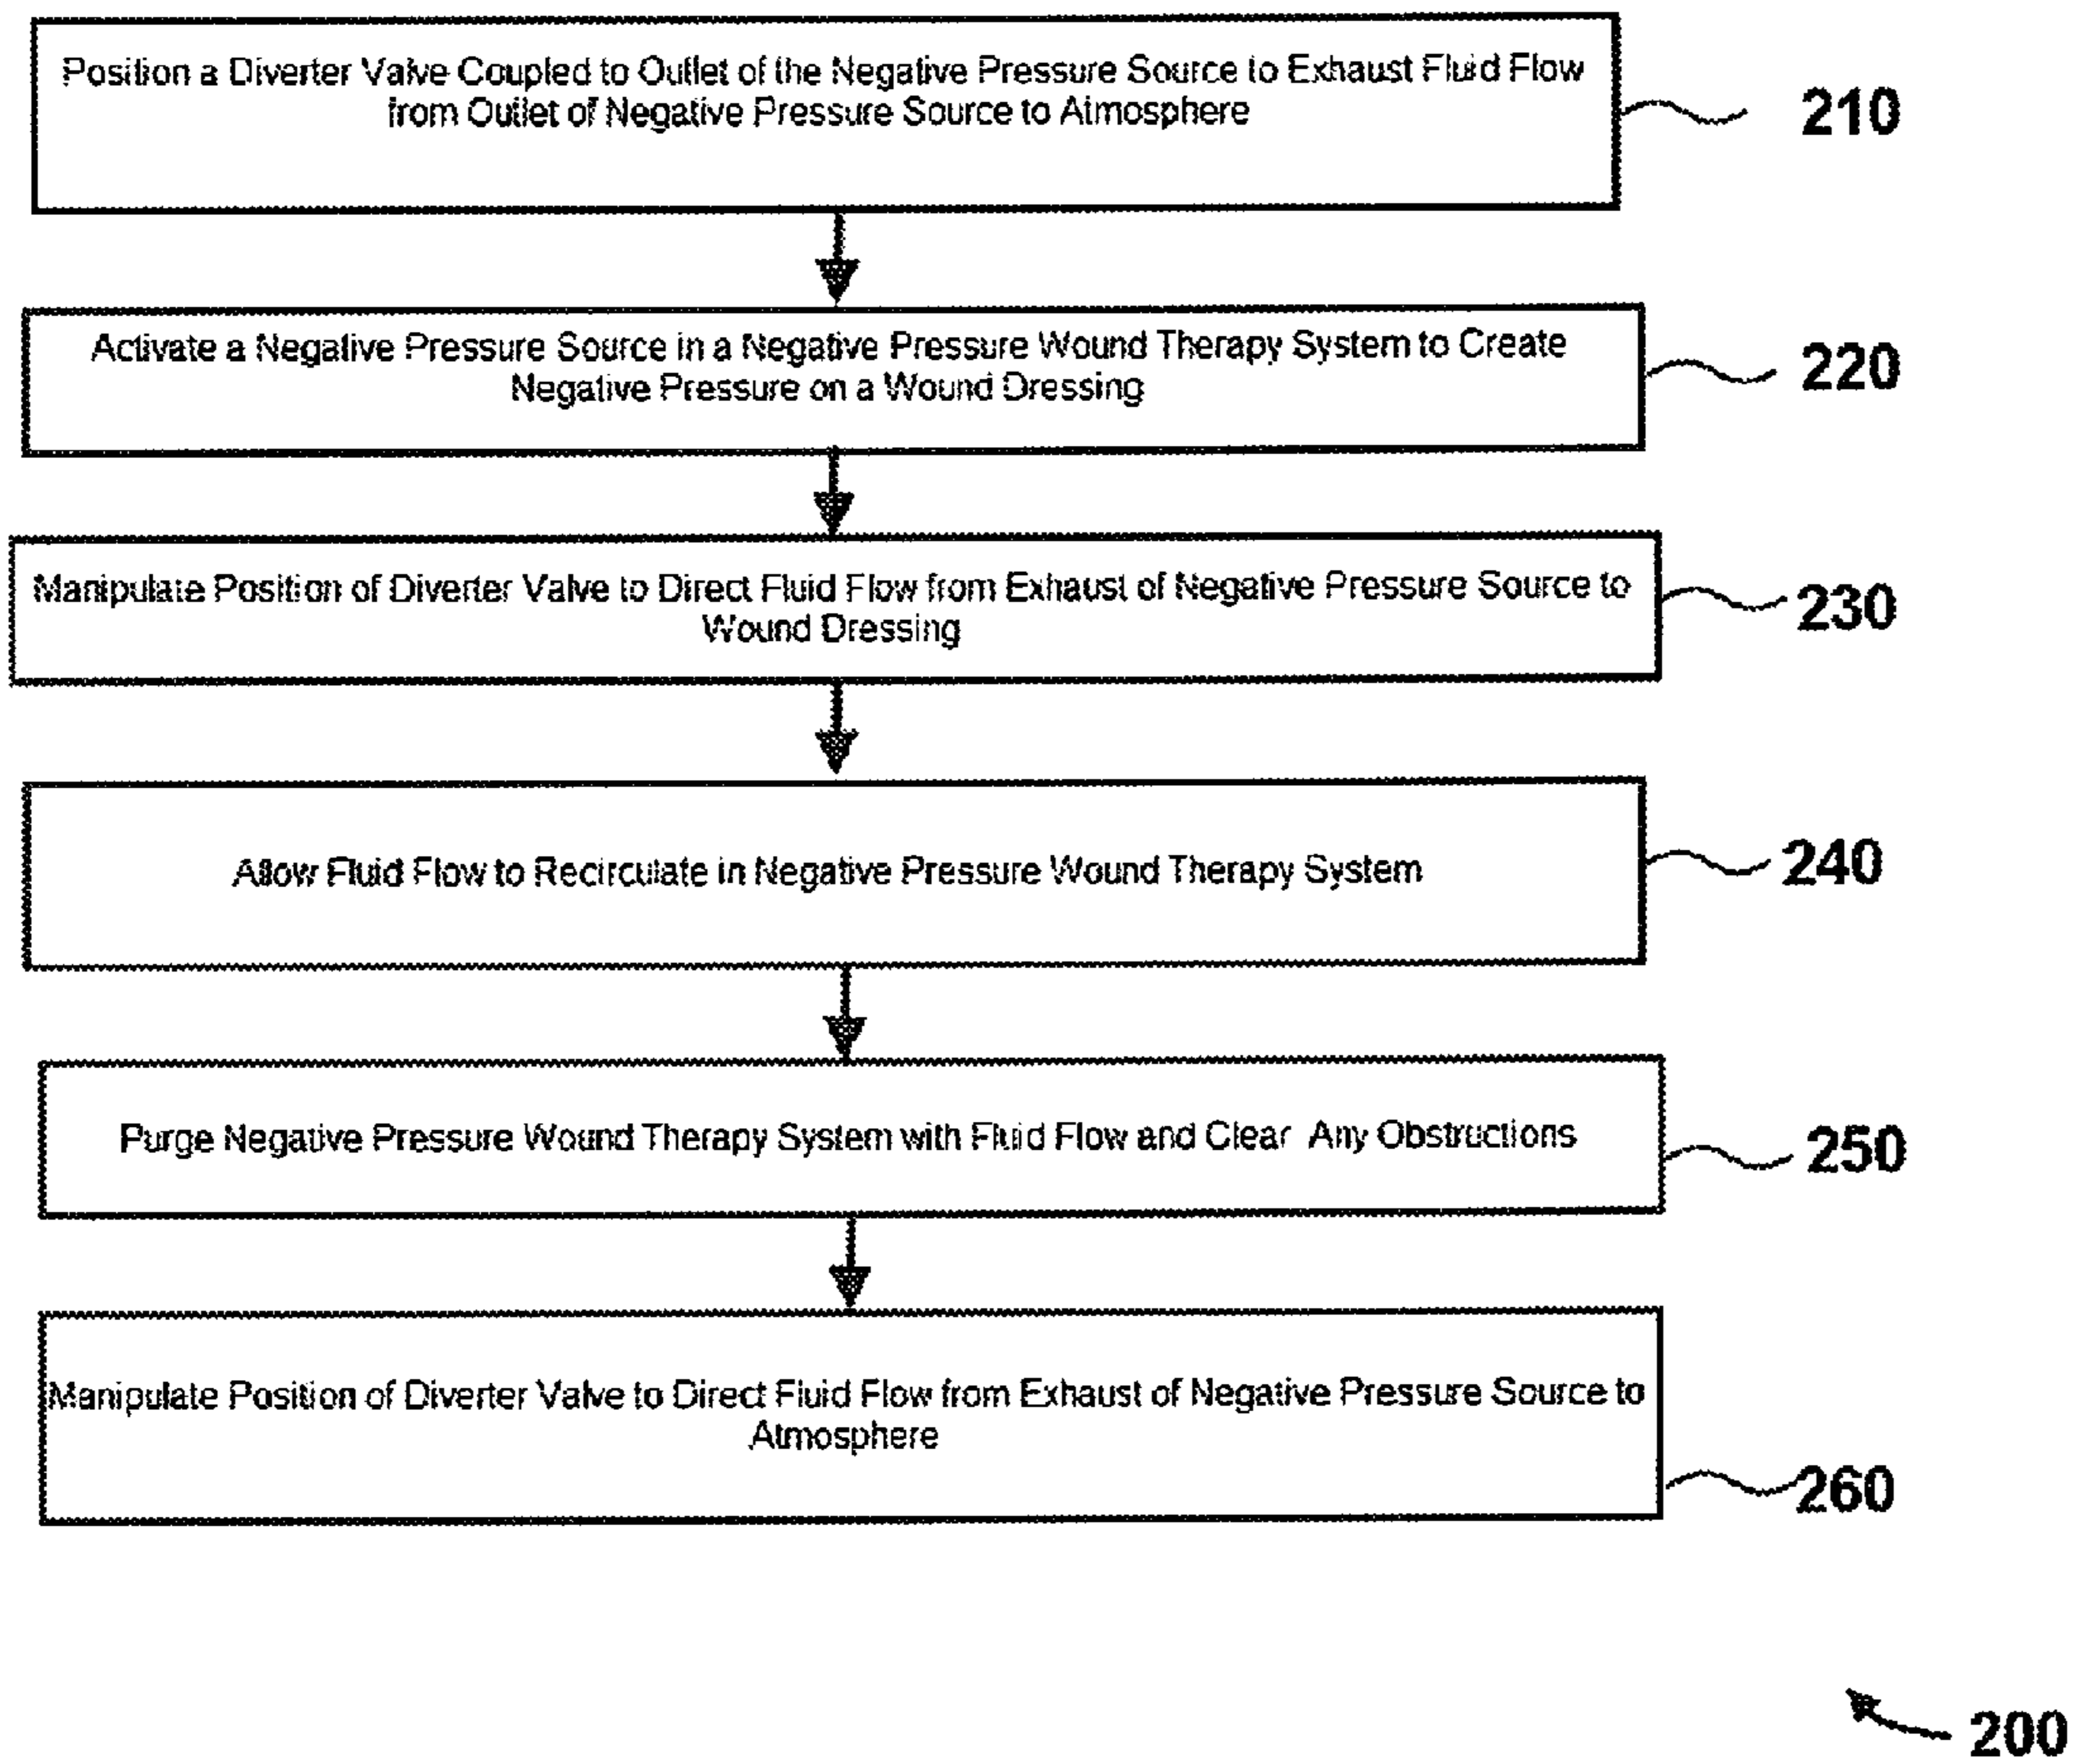 Position a Diverter Valve Coupled to Outlet of the Negative Pressure Source to Exhaust Fluid Flow
from Outlet of Negative Pressure Source to Atmosphere
210
Activate a Negative Pressure Source in a Negative Pressure Wound Therapy System to Create
Negative Pressure on a Wound Dressing
220
Manipulate Position of Diverter Valve to Direct Fluid Flow from Exhaust of Negative Pressure Source to
Wound Dressing
230
Allow Fluid Flow to Recirculate in Negative Pressure Wound Therapy System
240
Purge Negative Pressure Wound Therapy System with Fluid Flow and Clear Any Obstructions
250
Manipulate Position of Diverter Valve to Direct Fluid Flow from Exhaust of Negative Pressure Source to
Atmosphere
260
200